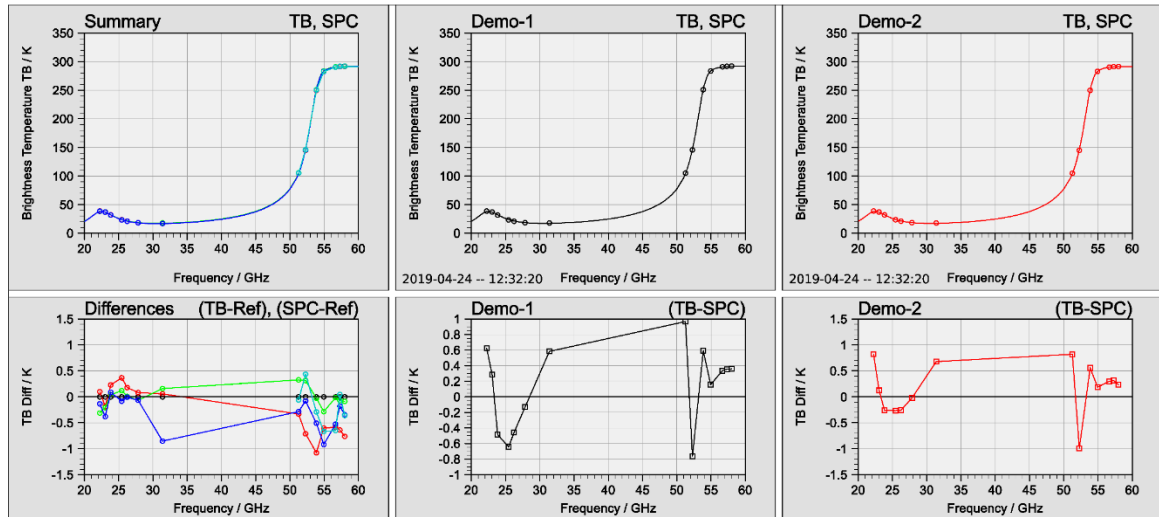 Summary TB, SPC
Brightness Temperature TB / K
350
300
250
200
150
100
50
0
20 25 30 35 40 45 50 55 60
Frequency / GHz
Demo-1 TB, SPC
Brightness Temperature TB / K
350
300
250
200
150
100
50
0
20 25 30 35 40 45 50 55 60
2019-04-24 -- 12:32:20 Frequency / GHz
Demo-2 TB, SPC
Brightness Temperature TB / K
350
300
250
200
150
100
50
0
20 25 30 35 40 45 50 55 60
2019-04-24 -- 12:32:20 Frequency / GHz
Differences (TB-Ref), (SPC-Ref)
TB Diff / K
1.5
1
0.5
0
-0.5
-1
-1.5
20 25 30 35 40 45 50 55 60
Frequency / GHz
Demo-1 (TB-SPC)
TB Diff / K
1
0.8
0.6
0.4
0.2
0
-0.2
-0.4
-0.6
-0.8
-1
20 25 30 35 40 45 50 55 60
Frequency / GHz
Demo-2 (TB-SPC)
TB Diff / K
1.5
1
0.5
0
-0.5
-1
-1.5
20 25 30 35 40 45 50 55 60
Frequency / GHz